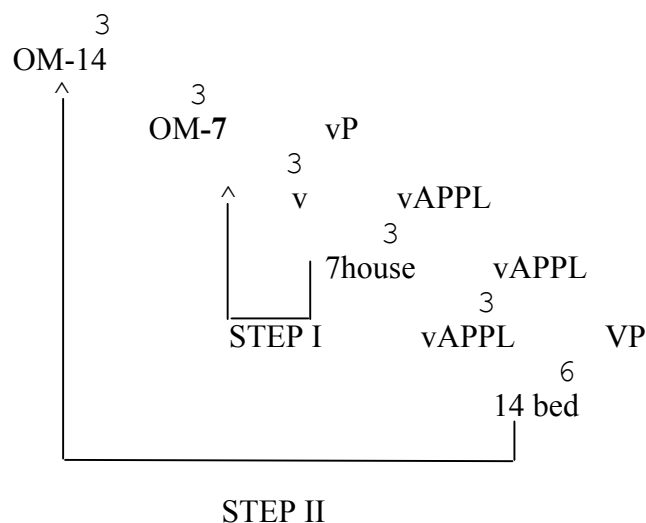 3
OM-14
3
OM-7 vP
3
^ ^ v vAPPL
3
7house vAPPL
3
STEP I vAPPL VP
6
14 bed
STEP II